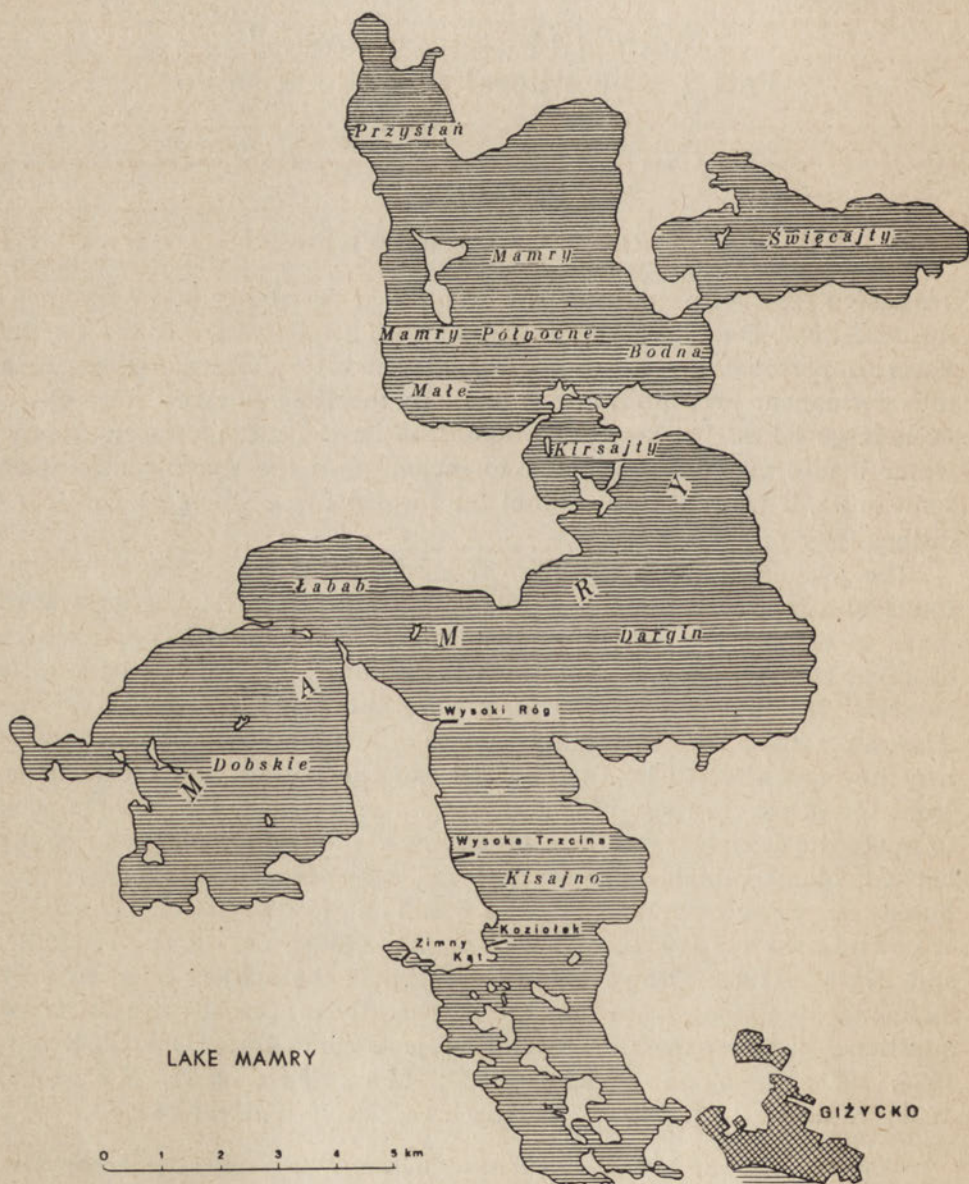 Przystań
Święcajty
Mamry
Mamry Półgocne
Bodna
Małe
Kirsajty
Łabab
Dargin
M A M R Y
Wysoki Róg
Dobskie
Wysoka Trzcina
Kisajno
Koziołek
Zimny
Kąt
LAKE MAMRY
GIŻYCKO
0 1 2 3 4 5 km